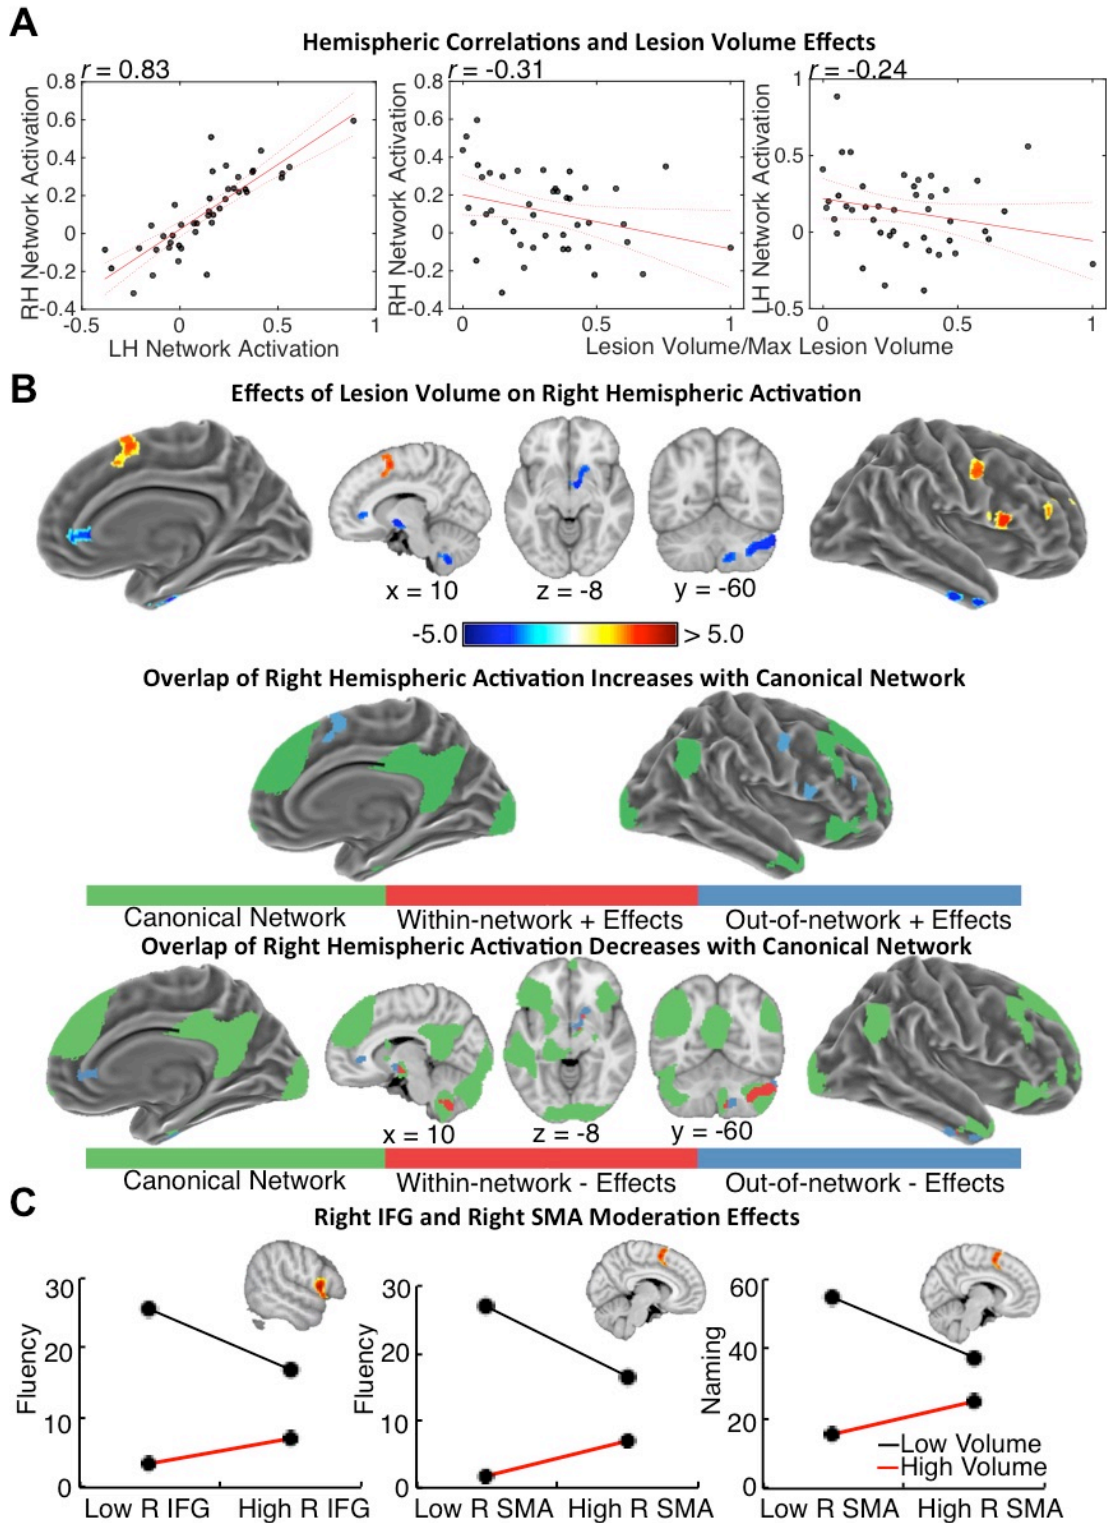 A
Hemispheric Correlations and Lesion Volume Effects
r = 0.83
r = -0.31
r = -0.24
RH Network Activation
0.8
0.6
0.4
0.2
0
-0.2
-0.4
-0.5
0
0.5
1
LH Network Activation
RH Network Activation
0.8
0.6
0.4
0.2
0
-0.2
-0.4
0
0.5
1
LH Network Activation
1
0.5
0
-0.5
0
0.5
1
Lesion Volume/Max Lesion Volume
B
Effects of Lesion Volume on Right Hemispheric Activation
x = 10
z = -8
y = -60
-5.0
> 5.0
Overlap of Right Hemispheric Activation Increases with Canonical Network
Canonical Network
Within-network + Effects
Out-of-network + Effects
Overlap of Right Hemispheric Activation Decreases with Canonical Network
x = 10
z = -8
y = -60
Canonical Network
Within-network - Effects
Out-of-network - Effects
C
Right IFG and Right SMA Moderation Effects
Fluency
30
20
10
0
Low R IFG
High R IFG
Fluency
30
20
10
0
Low R SMA
High R SMA
Naming
60
40
20
0
Low Volume
High Volume
Low R SMA
High R SMA